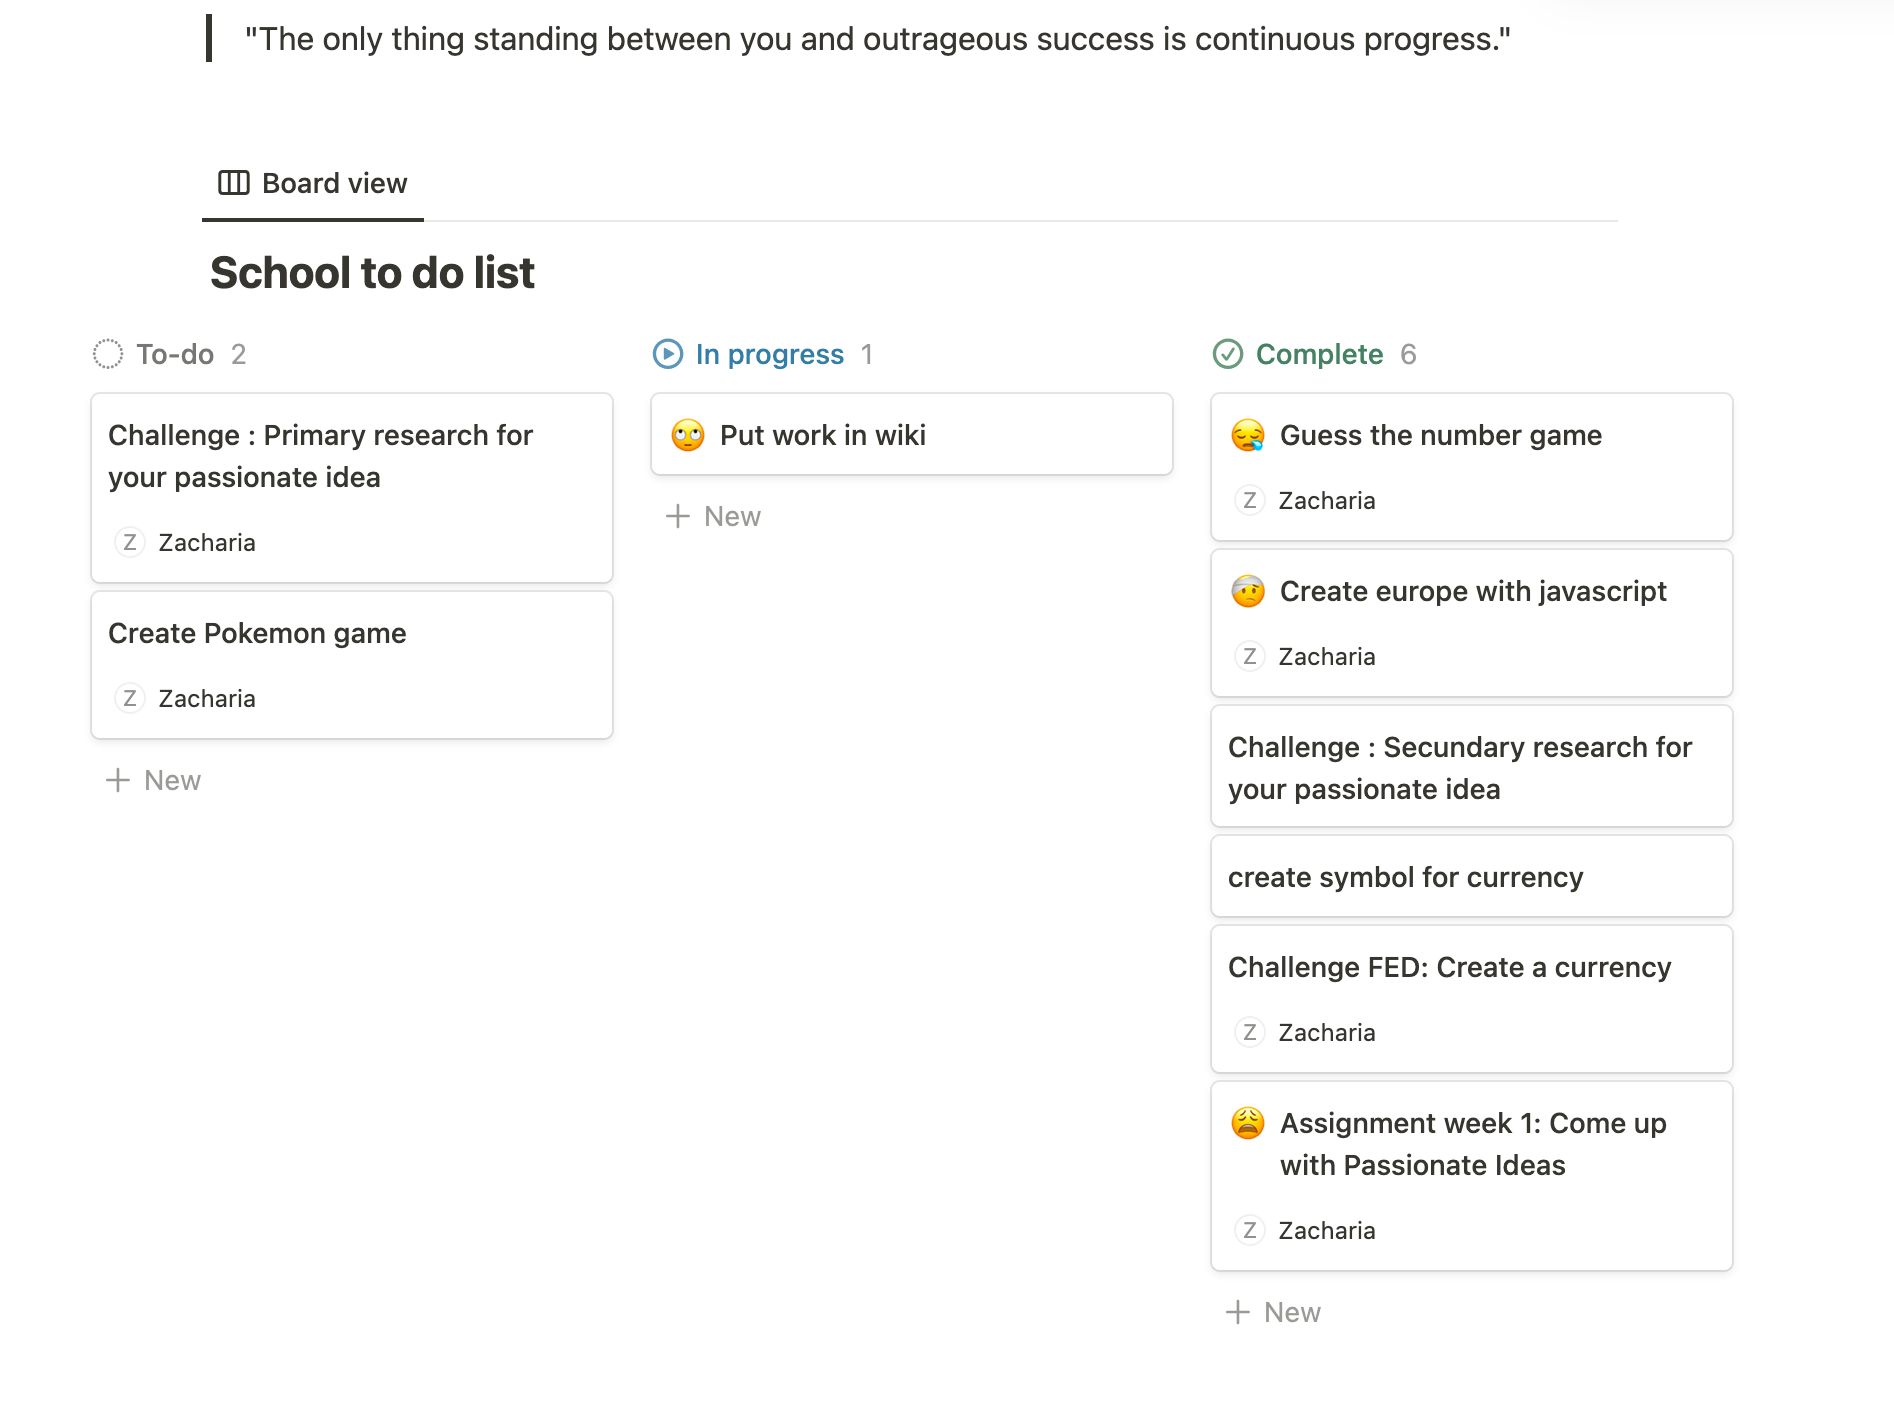 "The only thing standing between you and outrageous success is continuous progress."
Board view
School to do list
To-do 2
Challenge : Primary research for
your passionate idea
Z Zacharia
Create Pokemon game
Z Zacharia
+ New
In progress 1
🙄 Put work in wiki
+ New
Complete 6
😪 Guess the number game
Z Zacharia
🤕 Create europe with javascript
Z Zacharia
Challenge : Secundary research for
your passionate idea
create symbol for currency
Challenge FED: Create a currency
Z Zacharia
😩 Assignment week 1: Come up
with Passionate Ideas
Z Zacharia
+ New